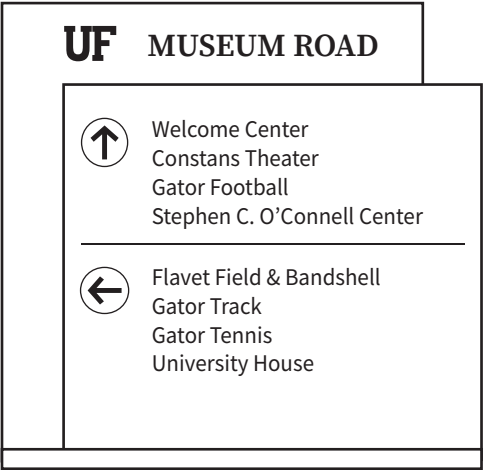 UF MUSEUM ROAD
Welcome Center
Constans Theater
Gator Football
Stephen C. O’Connell Center
Flavet Field & Bandshell
Gator Track
Gator Tennis
University House